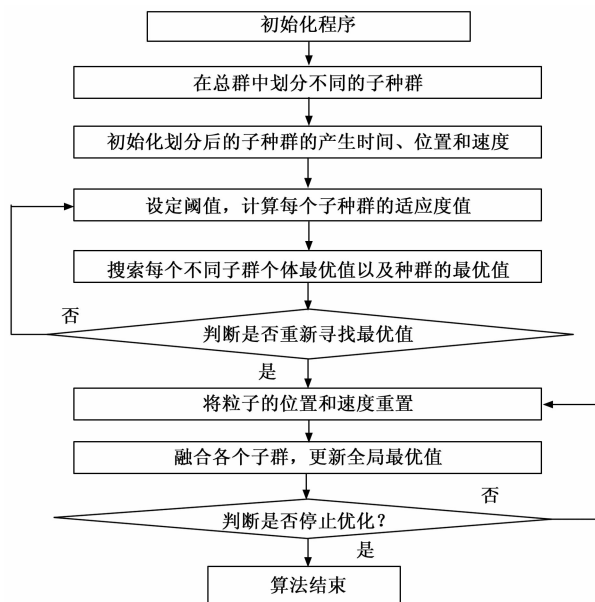 初始化程序
在总群中划分不同的子种群
初始化划分后的子种群的产生时间、位置和速度
设定阈值，计算每个子种群的适应度值
搜索每个不同子群个体最优值以及种群的最优值
否
判断是否重新寻找最优值
是
将粒子的位置和速度重置
融合各个子群，更新全局最优值
否
判断是否停止优化？
是
算法结束